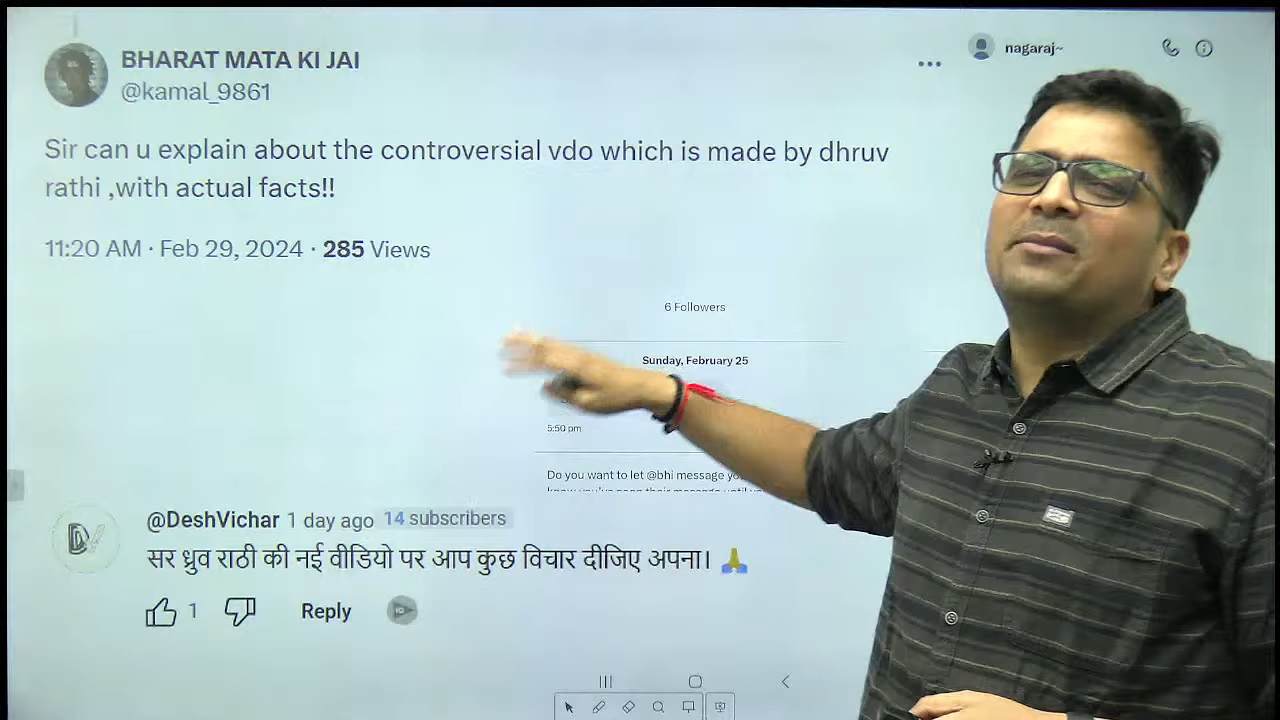 BHARAT MATA KI JAI
@kamal_9861
nagaraj~
Sir can u explain about the controversial vdo which is made by dhruv
rathi ,with actual facts!!
11:20 AM · Feb 29, 2024 · 285 Views
6 Followers
Sunday, February 25
5:50 pm
Do you want to let @bhi message
@DeshVichar 1 day ago 14 subscribers
सर ध्रुव राठी की नई वीडियो पर आप कुछ विचार दीजिए अपना। 🙏
1 Reply